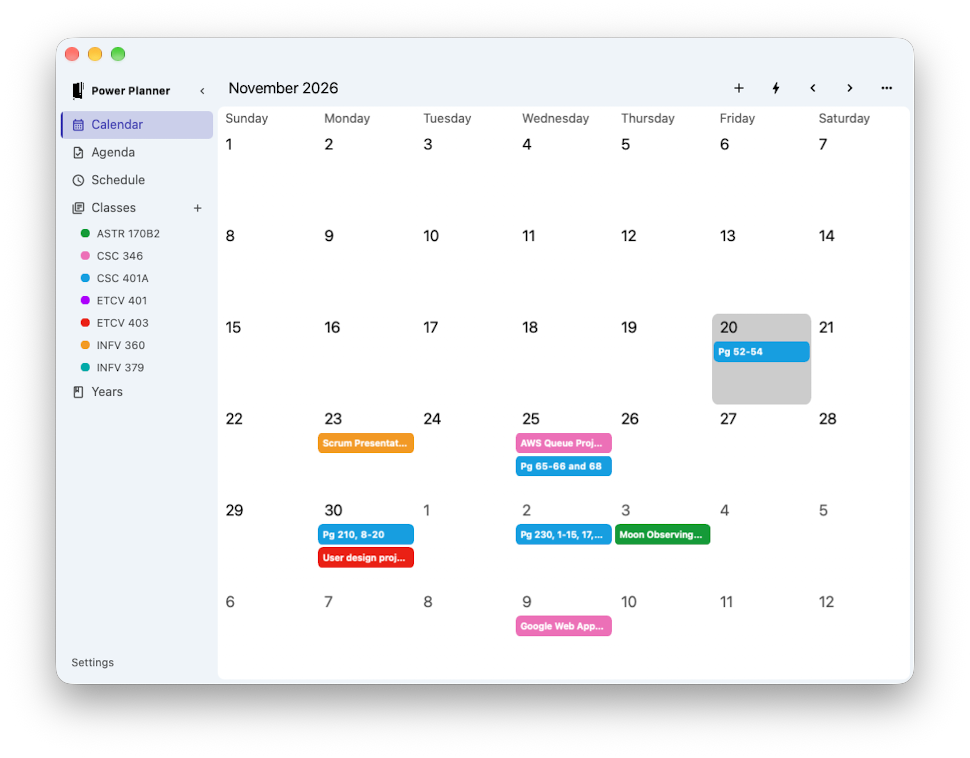 Power Planner
November 2026
Calendar
Agenda
Schedule
Classes
ASTR 170B2
CSC 346
CSC 401A
ETCV 401
ETCV 403
INFV 360
INFV 379
Years
Settings
Sunday Monday Tuesday Wednesday Thursday Friday Saturday
1 2 3 4 5 6 7
8 9 10 11 12 13 14
15 16 17 18 19 20 21
Pg 52-54
22 23 24 25 26 27 28
Scrum Presentat... AWS Queue Proj...
Pg 65-66 and 68
29 30 1 2 3 4 5
Pg 210, 8-20 Pg 230, 1-15, 17,... Moon Observing...
User design proj...
6 7 8 9 10 11 12
Google Web App...